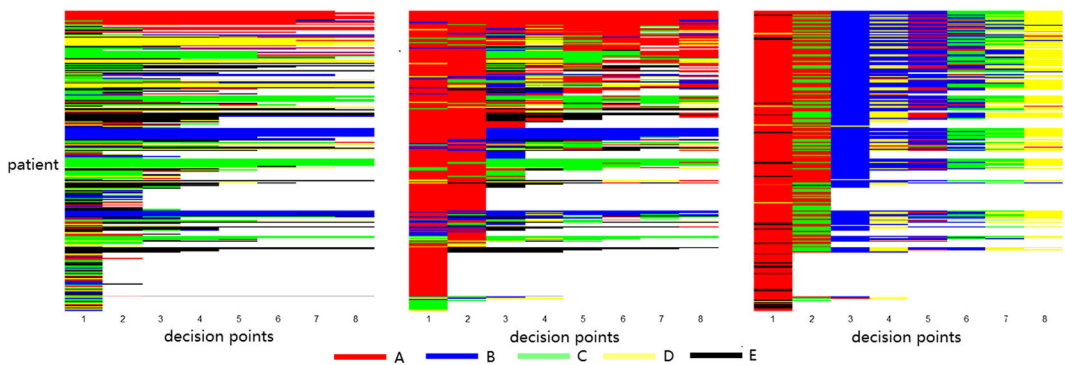 patient
1 2 3 4 5 6 7 8
decision points
1 2 3 4 5 6 7 8
decision points
1 2 3 4 5 6 7 8
decision points
A B C D E